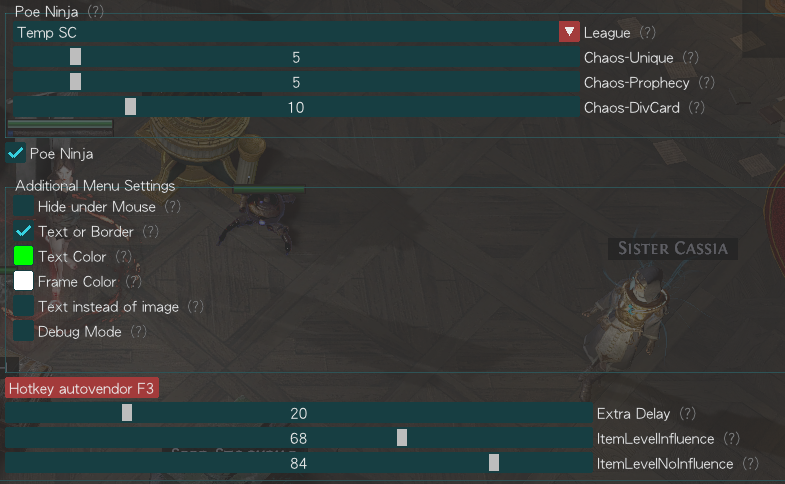 Poe Ninja (?)
Temp SC League (?)
5 Chaos-Unique (?)
5 Chaos-Prophecy (?)
10 Chaos-DivCard (?)
Poe Ninja
Additional Menu Settings
Hide under Mouse (?)
Text or Border (?)
Text Color (?)
SISTER CASSIA
Frame Color (?)
Text instead of image (?)
Debug Mode (?)
Hotkey autovendor F3
20 Extra Delay (?)
68 ItemLevelInfluence (?)
84 ItemLevelNoInfluence (?)